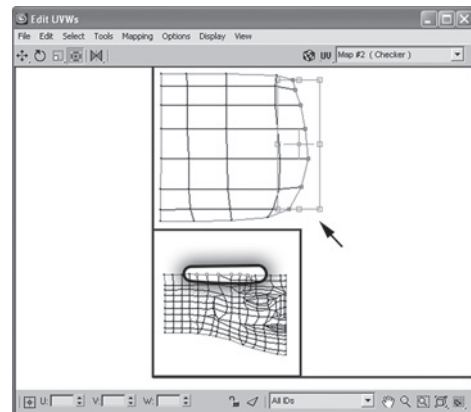 Edit UVWs
File Edit Select Tools Mapping Options Display View
UV Map #2 ( Checker )
U: V: W: All IDs